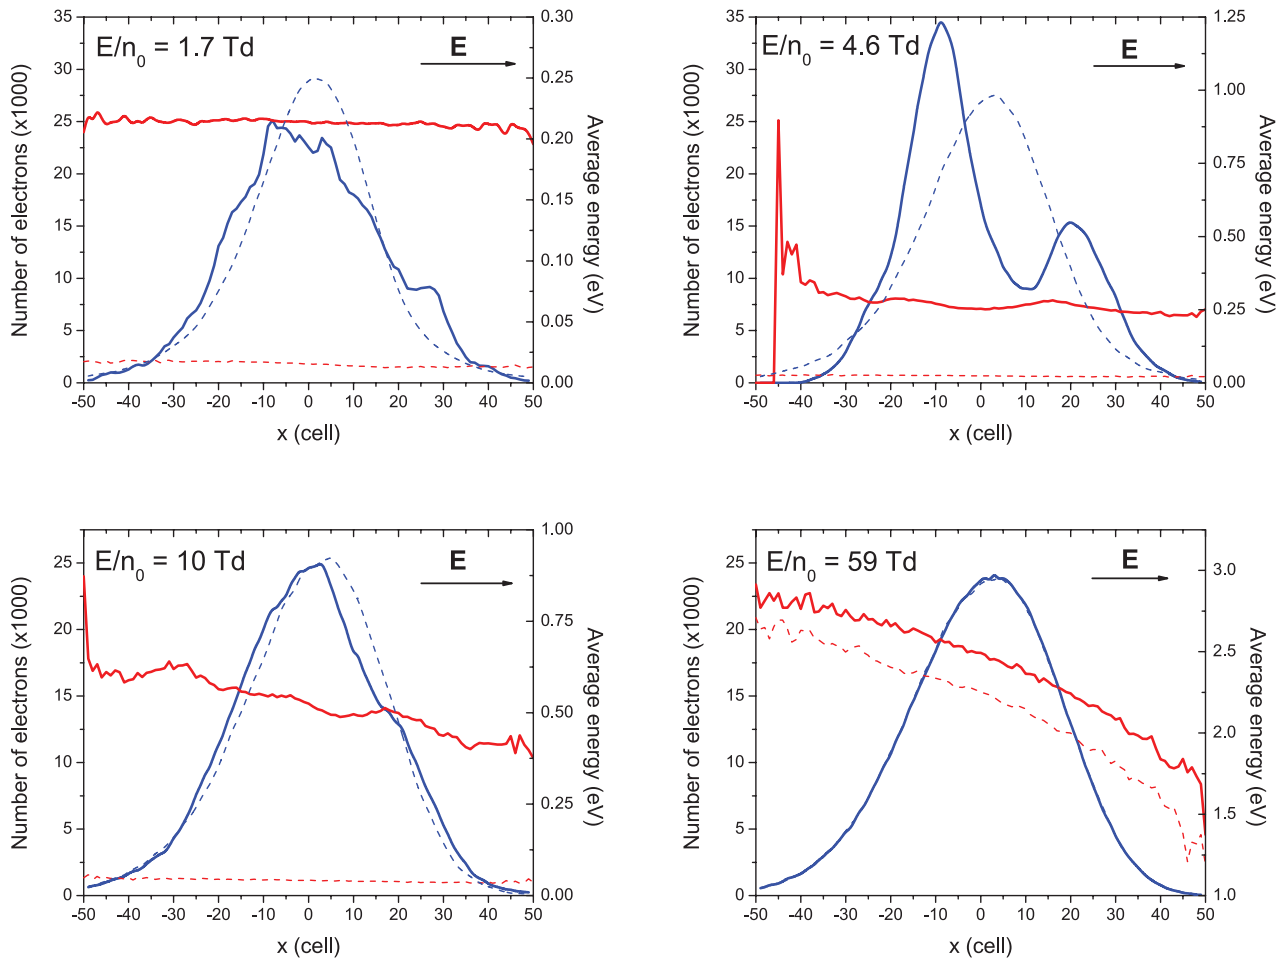 E/n0 = 1.7 Td
E
Number of electrons (x1000)
0
5
10
15
20
25
30
35
-50 -40 -30 -20 -10 0 10 20 30 40 50
x (cell)
0.00
0.05
0.10
0.15
0.20
0.25
0.30
Average energy (eV)
E/n0 = 4.6 Td
E
Number of electrons (x1000)
0
5
10
15
20
25
30
35
-50 -40 -30 -20 -10 0 10 20 30 40 50
x (cell)
0.00
0.25
0.50
0.75
1.00
1.25
Average energy (eV)
E/n0 = 10 Td
E
Number of electrons (x1000)
0
5
10
15
20
25
-50 -40 -30 -20 -10 0 10 20 30 40 50
x (cell)
0.00
0.25
0.50
0.75
1.00
Average energy (eV)
E/n0 = 59 Td
E
Number of electrons (x1000)
0
5
10
15
20
25
-50 -40 -30 -20 -10 0 10 20 30 40 50
x (cell)
1.0
1.5
2.0
2.5
3.0
Average energy (eV)